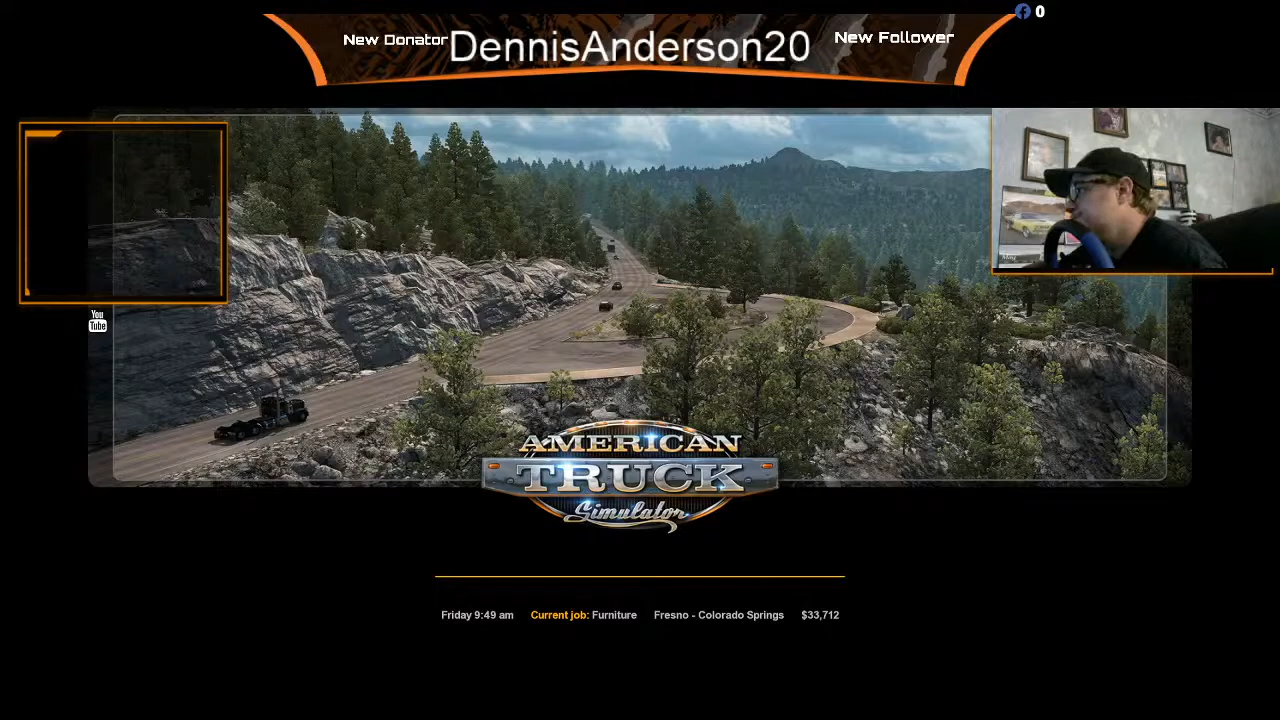 0
New Donator
DennisAnderson20
New Follower
You
Tube
May
AMERICAN
TRUCK
Simulator
Friday 9:49 am Current job: Furniture Fresno - Colorado Springs $33,712